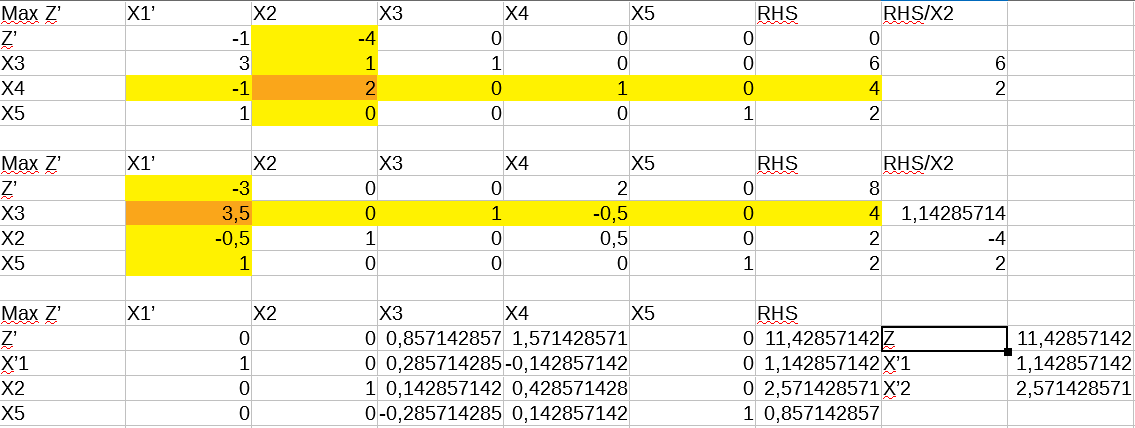 Max Z’ X1’ X2 X3 X4 X5 RHS RHS/X2
Z’ -1 -4 0 0 0 0
X3 3 1 1 0 0 6 6
X4 -1 2 0 1 0 4 2
X5 1 0 0 0 1 2
Max Z’ X1’ X2 X3 X4 X5 RHS RHS/X2
Z’ -3 0 0 2 0 8
X3 3,5 0 1 -0,5 0 4 1,14285714
X2 -0,5 1 0 0,5 0 2 -4
X5 1 0 0 0 1 2 2
Max Z’ X1’ X2 X3 X4 X5 RHS
Z’ 0 0 0,857142857 1,571428571 0 11,42857142 Z 11,42857142
X’1 1 0 0,285714285 -0,142857142 0 1,142857142 X’1 1,142857142
X2 0 1 0,142857142 0,428571428 0 2,571428571 X’2 2,571428571
X5 0 0 -0,285714285 0,142857142 1 0,857142857